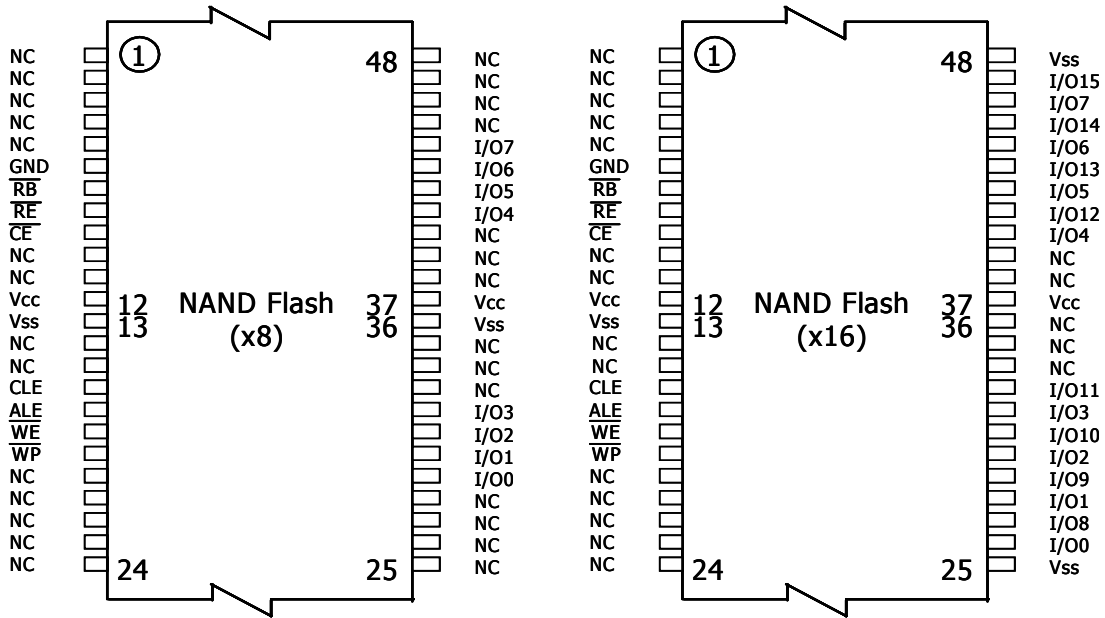 NC
NC
NC
NC
NC
GND
RB
RE
CE
NC
NC
Vcc
Vss
NC
NC
CLE
ALE
WE
WP
NC
NC
NC
NC
NC
1
48
12
13
NAND Flash
(x8)
37
36
24
25
NC
NC
NC
NC
I/O7
I/O6
I/O5
I/O4
NC
NC
NC
Vcc
Vss
NC
NC
NC
I/O3
I/O2
I/O1
I/O0
NC
NC
NC
NC
NC
NC
NC
NC
NC
GND
RB
RE
CE
NC
NC
Vcc
Vss
NC
NC
CLE
ALE
WE
WP
NC
NC
NC
NC
NC
1
48
12
13
NAND Flash
(x16)
37
36
24
25
Vss
I/O15
I/O7
I/O14
I/O6
I/O13
I/O5
I/O12
I/O4
NC
NC
Vcc
NC
NC
NC
I/O11
I/O3
I/O10
I/O2
I/O9
I/O1
I/O8
I/O0
Vss